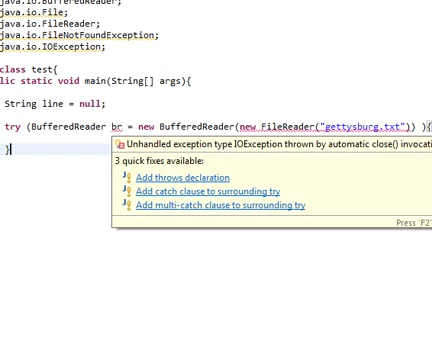 java.io.BufferedReader;
java.io.File;
java.io.FileReader;
java.io.FileNotFoundException;
java.io.IOException;
class test{
lic static void main(String[] args){
String line = null;
try (BufferedReader br = new BufferedReader(new FileReader("gettysburg.txt")) ){
}
Unhandled exception type IOException thrown by automatic close() invocati
3 quick fixes available:
Add throws declaration
Add catch clause to surrounding try
Add multi-catch clause to surrounding try
Press 'F2'